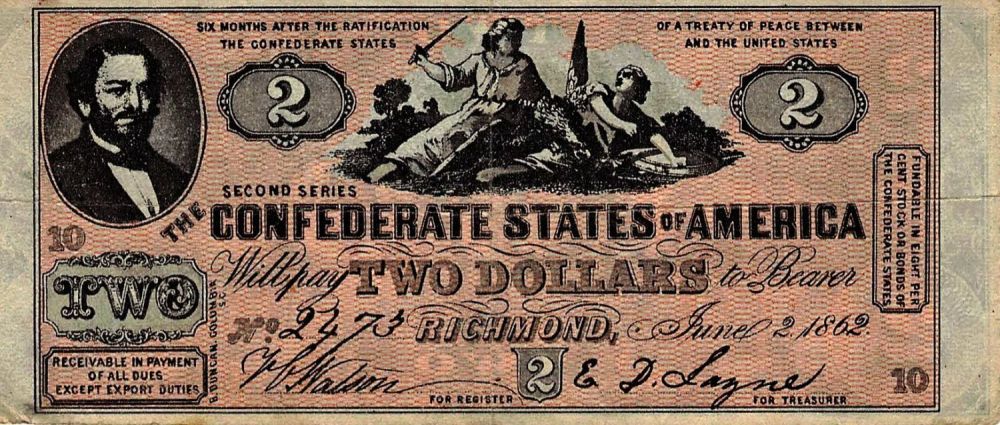 SIX MONTHS AFTER THE RATIFICATION
THE CONFEDERATE STATES
OF A TREATY OF PEACE BETWEEN
AND THE UNITED STATES
2
2
SECOND SERIES
THE
CONFEDERATE STATES OF AMERICA
FUNDABLE IN EIGHT PER
CENT STOCK OR BONDS OF
THE CONFEDERATE STATES
10
TWO
Will pay TWO DOLLARS to Bearer
No. 2473 RICHMOND, June 2 1862
B. DUNCAN, COLUMBIA S.C.
RECEIVABLE IN PAYMENT
OF ALL DUES
EXCEPT EXPORT DUTIES
FOR REGISTER
2
E. D.
FOR TREASURER
10